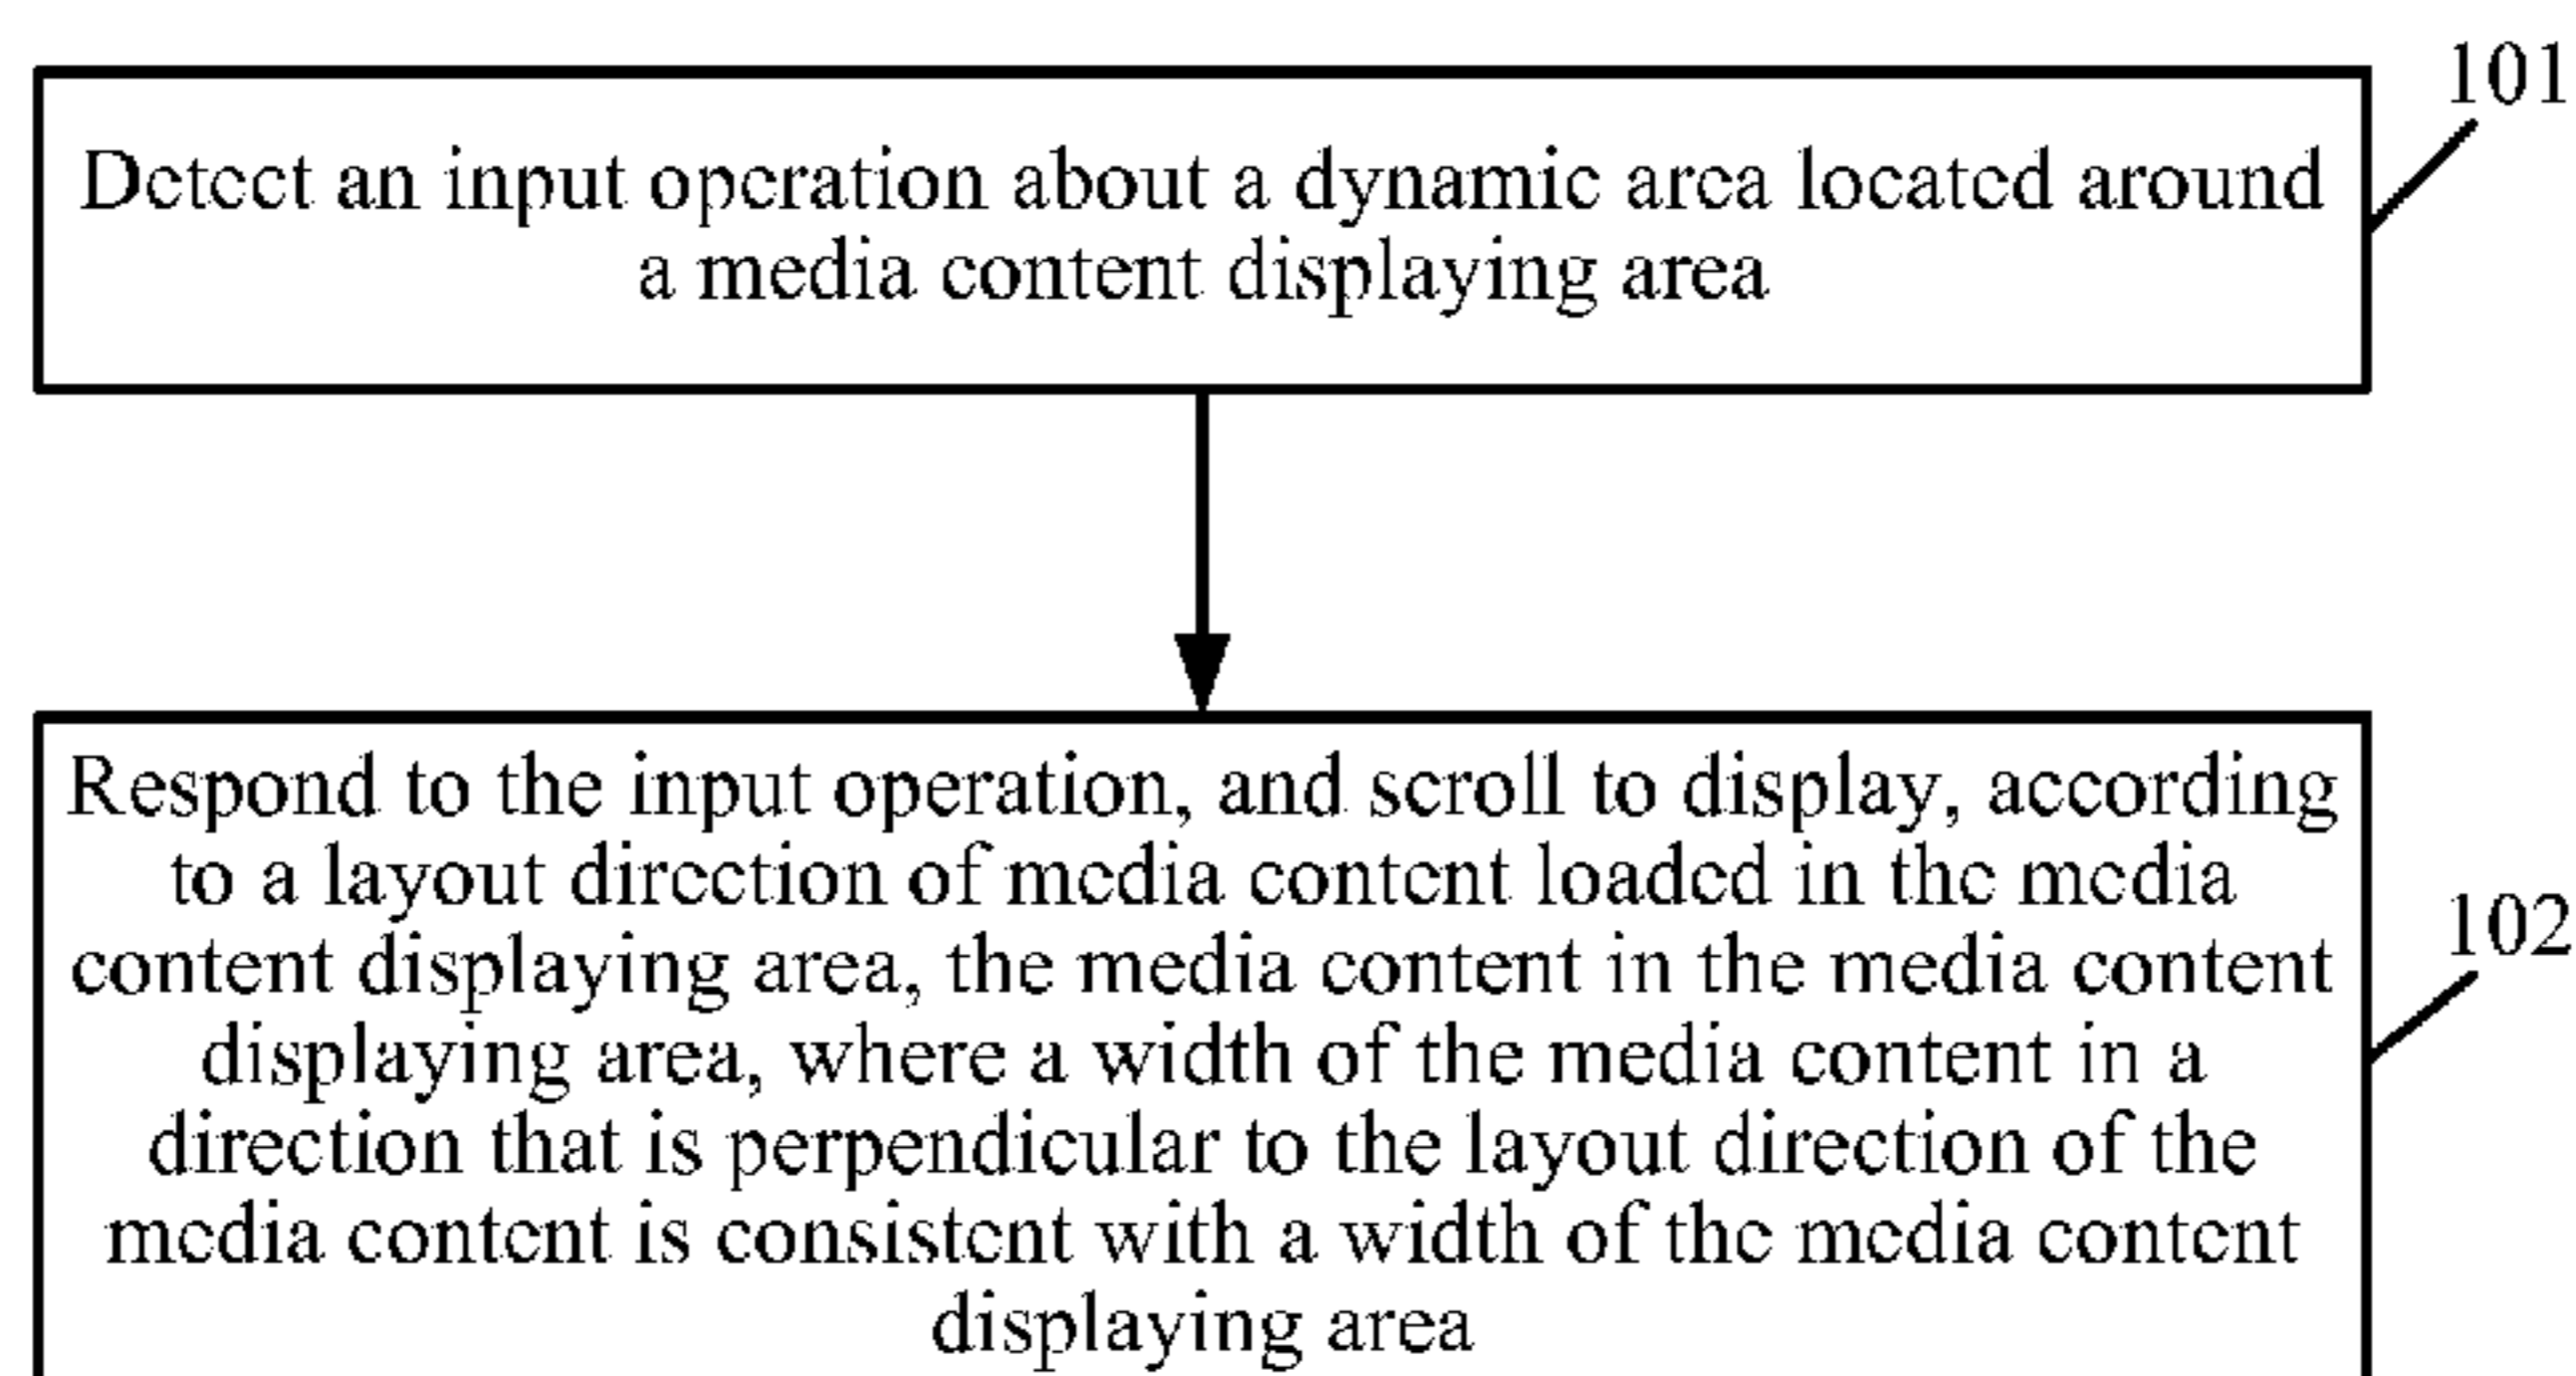 101
Detect an input operation about a dynamic area located around
a media content displaying area
Respond to the input operation, and scroll to display, according
to a layout direction of media content loaded in the media
content displaying area, the media content in the media content
102
displaying area, where a width of the media content in a
direction that is perpendicular to the layout direction of the
media content is consistent with a width of the media content
displaying area